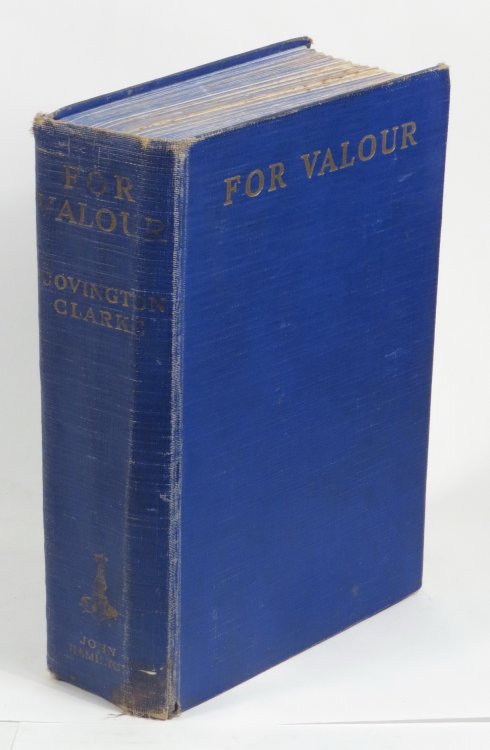 FOR
VALOUR
COVINGTON
CLARKE
JOHN
HAMILTON
FOR VALOUR